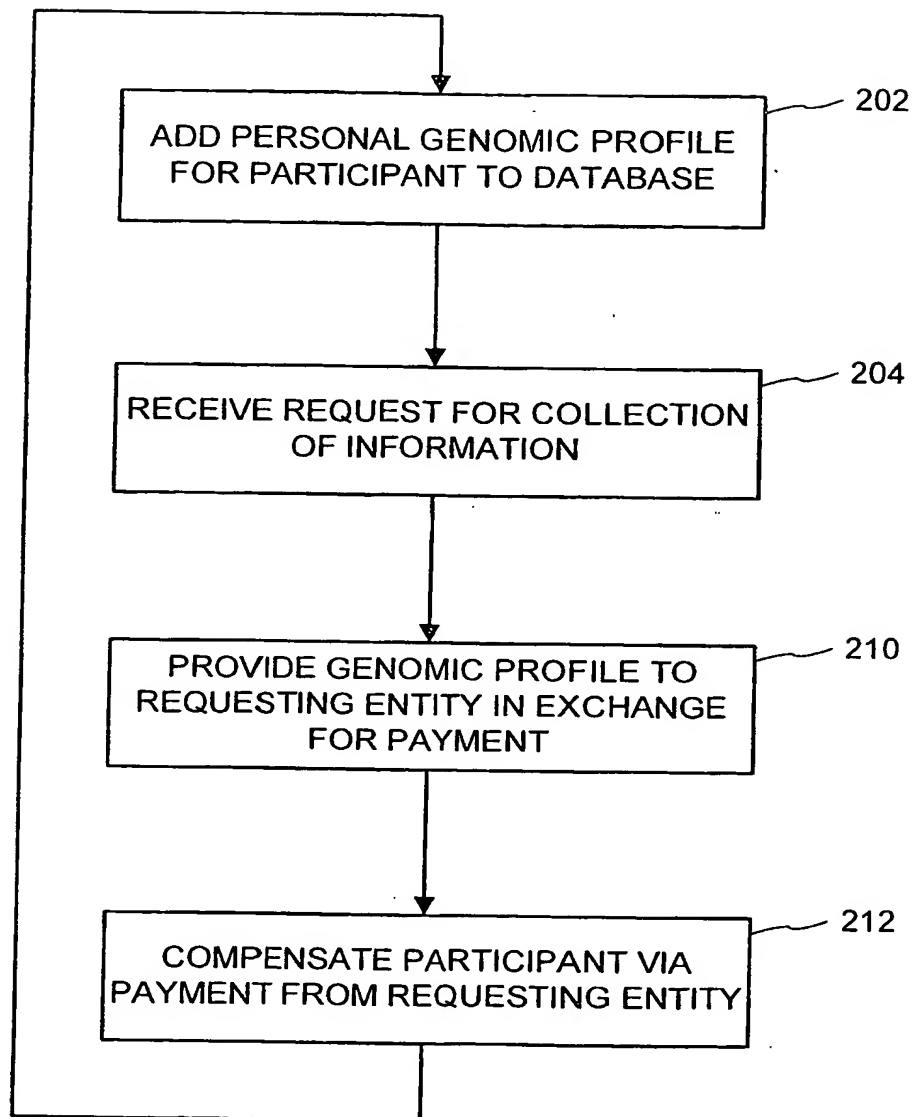 202
ADD PERSONAL GENOMIC PROFILE
FOR PARTICIPANT TO DATABASE
204
RECEIVE REQUEST FOR COLLECTION
OF INFORMATION
210
PROVIDE GENOMIC PROFILE TO
REQUESTING ENTITY IN EXCHANGE
FOR PAYMENT
212
COMPENSATE PARTICIPANT VIA
PAYMENT FROM REQUESTING ENTITY